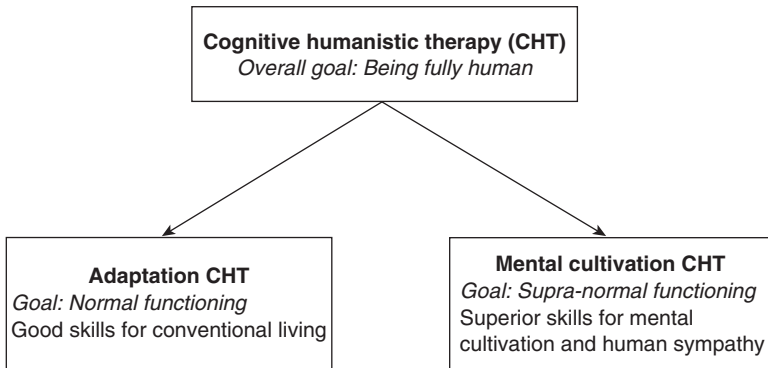 Cognitive humanistic therapy (CHT)
Overall goal: Being fully human
Adaptation CHT
Goal: Normal functioning
Good skills for conventional living
Mental cultivation CHT
Goal: Supra-normal functioning
Superior skills for mental
cultivation and human sympathy